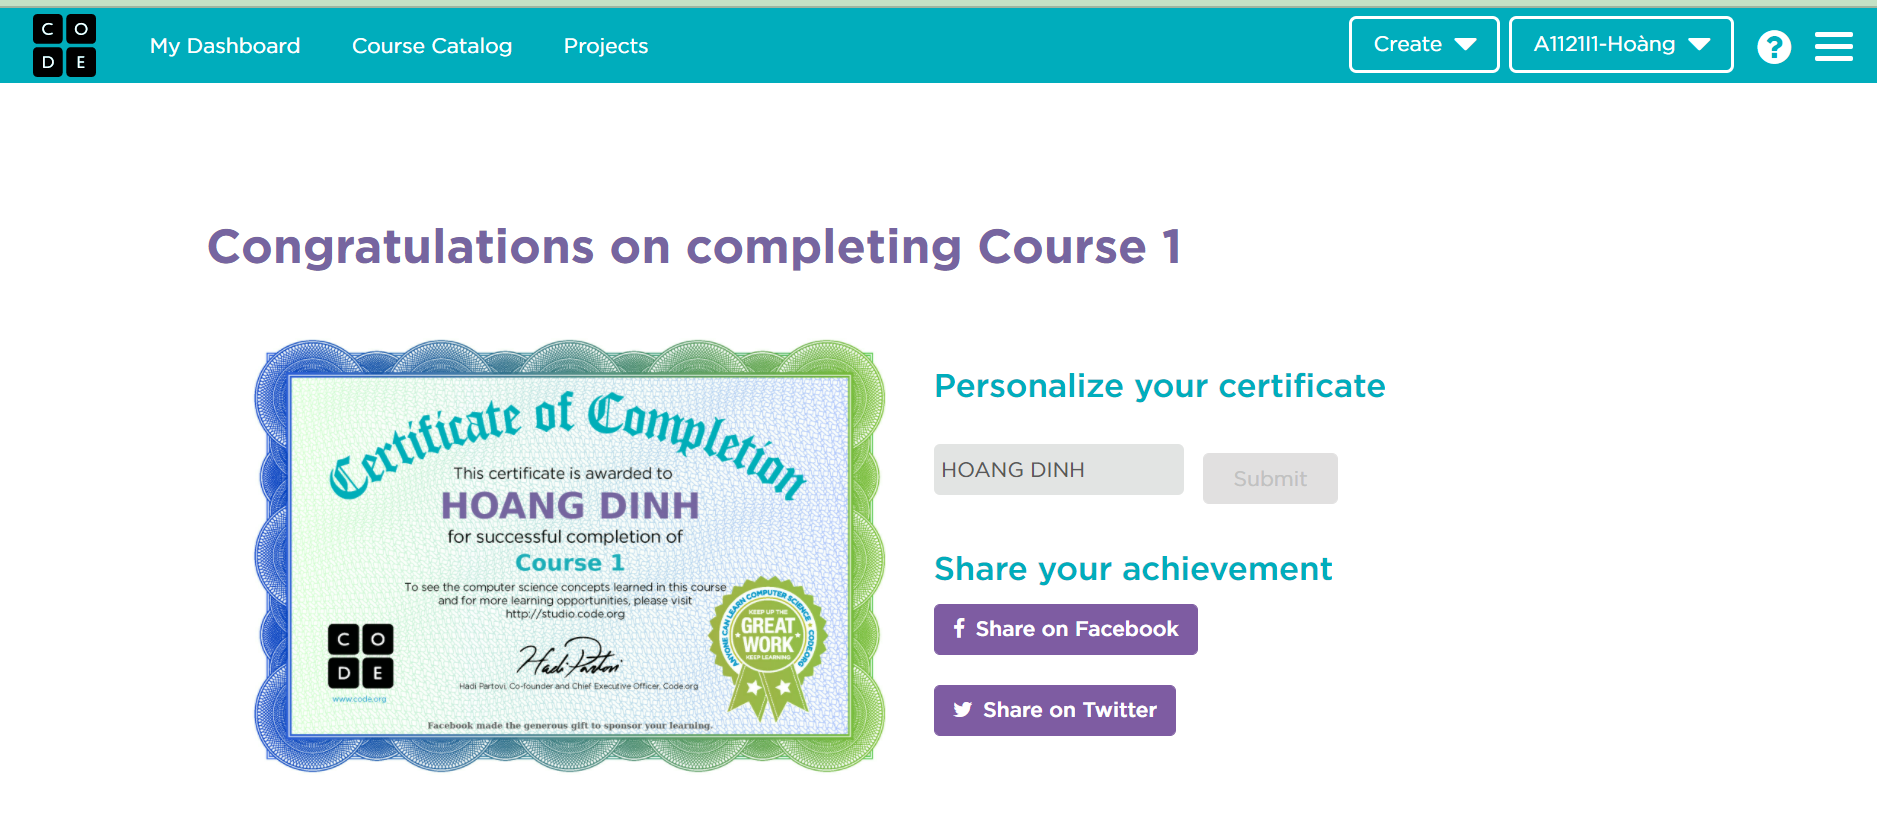 C O
D E
My Dashboard
Course Catalog
Projects
Create
A1121I1-Hoàng
?
Congratulations on completing Course 1
Certificate of Completion
This certificate is awarded to
HOANG DINH
for successful completion of
Course 1
To see the computer science concepts learned in this course
and for more learning opportunities, please visit
http://studio.code.org
C O
D E
www.code.org
Hadi Partovi
Hadi Partovi, Co-founder and Chief Executive Officer, Code.org
ANYONE CAN LEARN COMPUTER SCIENCE
CODE.ORG
KEEP UP THE
GREAT
WORK
KEEP LEARNING
Facebook made the generous gift to sponsor your learning.
Personalize your certificate
HOANG DINH
Submit
Share your achievement
Share on Facebook
Share on Twitter